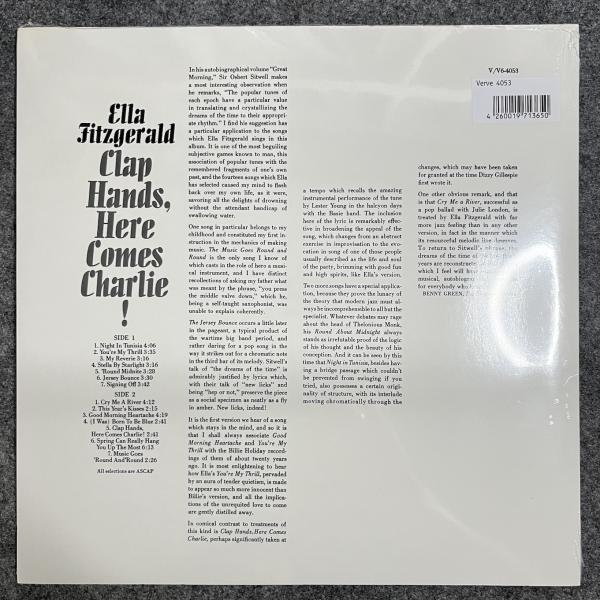 Ella
Fitzgerald
Clap
Hands,
Here
Comes
Charlie
!
SIDE 1
1. Night In Tunisia 4:06
2. You're My Thrill 3:35
3. My Reverie 3:16
4. Stella By Starlight 3:16
5. 'Round Midnite 3:28
6. Jersey Bounce 3:30
7. Signing Off 3:42
SIDE 2
1. Cry Me A River 4:12
2. This Year's Kisses 2:15
3. Good Morning Heartache 4:19
4. (I Was) Born To Be Blue 2:41
5. Clap Hands,
Here Comes Charlie! 2:41
6. Spring Can Really Hang
You Up The Most 6:13
7. Music Goes
'Round And'Round 2:26
All selections are ASCAP
In his autobiographical volume "Great
Morning," Sir Osbert Sitwell makes
a most interesting observation when
he remarks, "The popular tunes of
each epoch have a particular value
in translating and crystallizing the
dreams of the time to their appropri-
ate rhythm." I find his suggestion has
a particular application to the songs
which Ella Fitzgerald sings in this
album. It is one of the most beguiling
subjective games known to man, this
association of popular tunes with the
remembered fragments of one's own
past, and the fourteen songs which Ella
has selected caused my mind to flash
back over my own life, as it were,
savoring all the delights of drowning
without the attendant handicap of
swallowing water.
One song in particular belongs to my
childhood and constituted my first in-
struction in the mechanics of making
music. The Music Goes Round and
Round is the only song I know of
which casts in the role of hero a musi-
cal instrument, and I have distinct
recollections of asking my father what
was meant by the phrase, "you press
the middle valve down," which he,
being a self-taught saxophonist, was
unable to explain coherently.
The Jersey Bounce occurs a little later
in the pageant, a typical product of
the wartime big band period, and
rather daring for a pop song in the
way it strikes out for a chromatic note
in the third bar of its melody. Sitwell's
talk of "the dreams of the time" is
admirably justified by lyrics which,
with their talk of "new licks" and
being "hep or not," preserve the piece
as a social specimen as neatly as a fly
in amber. New licks, indeed!
It is the first version we hear of a song
which stays in the mind, and so it is
that I shall always associate Good
Morning Heartache and You're My
Thrill with the Billie Holiday record-
ings of them of about twenty years
ago. It is most enlightening to hear
how Ella's You're My Thrill, pervaded
by an aura of tender quietism, is made
to appear so much more innocent than
Billie's version, and all the implica-
tions of the unrequited love to come
are gently distilled away.
In comical contrast to treatments of
this kind is Clap Hands, Here Comes
Charlie, perhaps significantly taken at
a tempo which recalls the amazing
instrumental performance of the tune
by Lester Young in the halcyon days
with the Basie band. The inclusion
here of the lyric is remarkably effec-
tive in broadening the appeal of the
song, which changes from an abstract
exercise in improvisation to the evo-
cation in song of one of those people
usually described as the life and soul
of the party, brimming with good fun
and high spirits, like Ella's version.
Two more songs have a special applica-
tion, because they prove the lunacy of
the theory that modern jazz must al-
ways be incomprehensible to all but the
specialist. Whatever debates may rage
about the head of Thelonious Monk,
his Round About Midnight always
stands as irrefutable proof of the logic
of his touch and the beauty of his
conception. And it can be seen by this
time that Night in Tunisia, besides hav-
ing a bridge passage which couldn't
be prevented from swinging if you
tried, also possesses a certain origi-
nality of structure, with its interlude
moving chromatically through the
V/V6-4053
Verve 4053
4 260019 713650
changes, which may have been taken
for granted at the time Dizzy Gillespie
first wrote it.
One other obvious remark, and that
is that Cry Me a River, successful as
a pop ballad with Julie London, is
treated by Ella Fitzgerald with far
more jazz feeling than in any other
version, in fact in the manner which
its resourceful melodic line deserves.
To return to Sitwell's
dreams of the time
years are reconstructe
which I feel will ha
musical, autobiogra
for everybody who
BENNY GREEN,